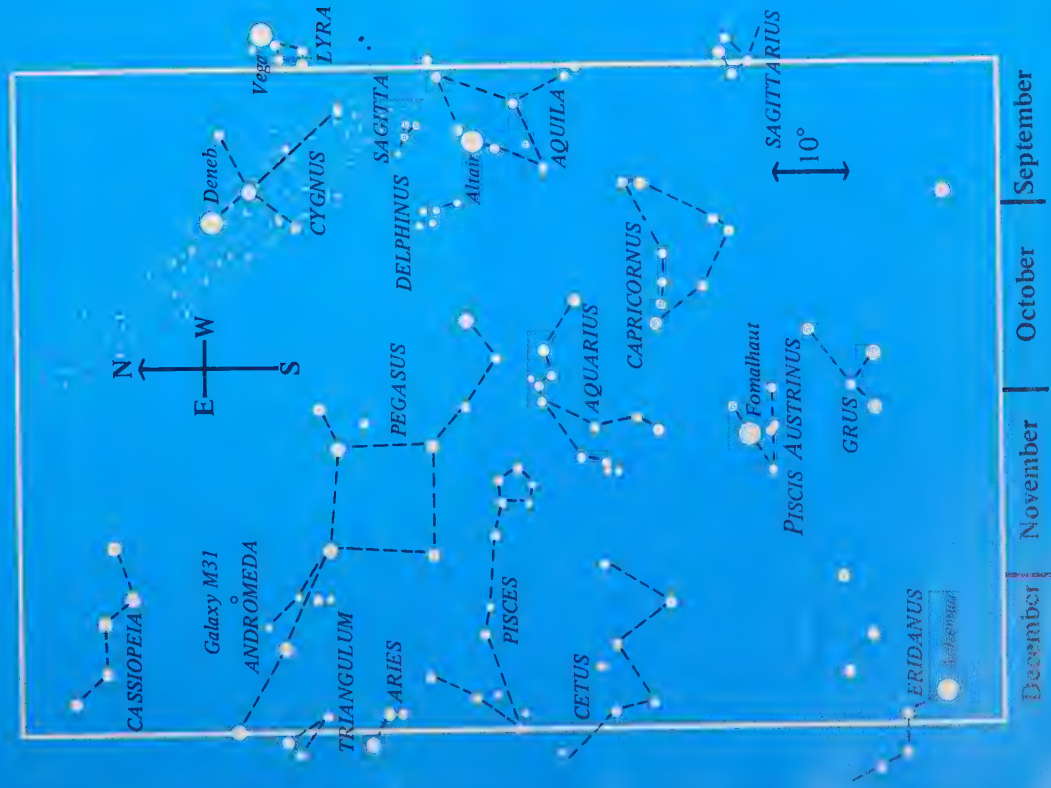 Vega
LYRA
Deneb
CYGNUS
SAGITTA
DELPHINUS
Altair
AQUILA
SAGITTARIUS
10°
N
E
W
S
PEGASUS
CAPRICORNUS
AQUARIUS
Fomalhaut
PISCIS AUSTRINUS
GRUS
CASSIOPEIA
Galaxy M31
ANDROMEDA
TRIANGULUM
ARIES
PISCES
CETUS
ERIDANUS
December
November
October
September